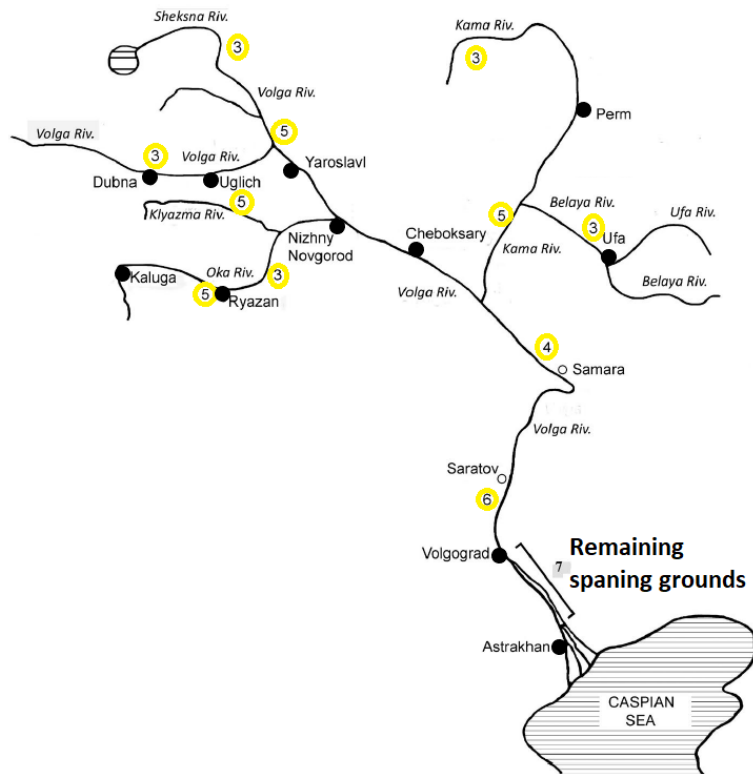 Sheksna Riv.
3
Kama Riv.
3
Volga Riv.
Perm
Volga Riv.
3
Volga Riv.
5
Yaroslavl
Dubna
Uglich
5
Klyazma Riv.
Belaya Riv.
5
3
Ufa Riv.
Ufa
Nizhny
Novgorod
Cheboksary
Kama Riv.
Kaluga
Oka Riv.
3
5
Ryazan
Volga Riv.
Belaya Riv.
4
Samara
Volga Riv.
Saratov
6
Volgograd
7
Remaining
spaning grounds
Astrakhan
CASPIAN
SEA